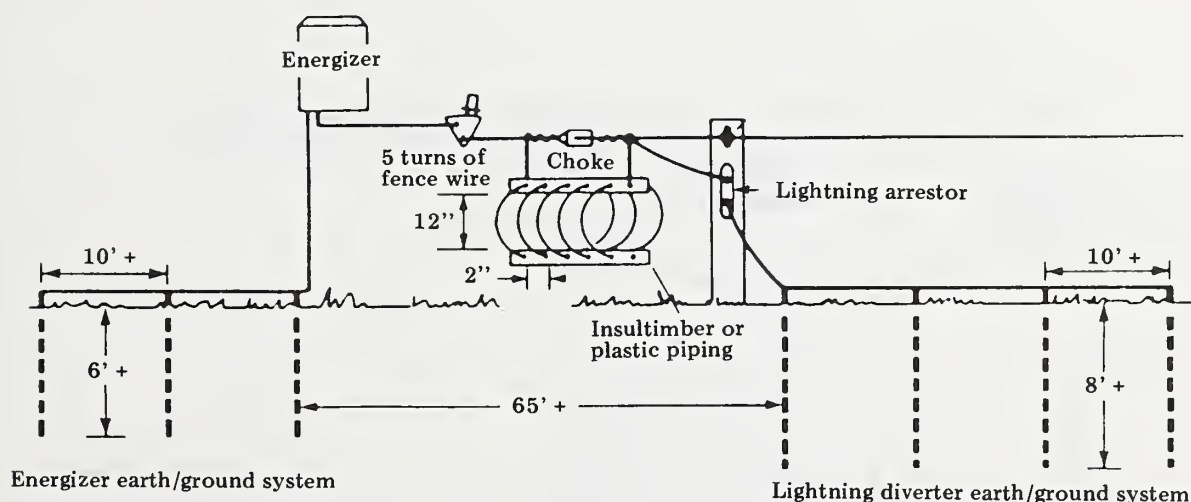 Energizer
5 turns of
fence wire
Choke
Lightning arrestor
12’’
10’ +
2’’
10’ +
Insultimber or
plastic piping
6’ +
65’ +
8’ +
Energizer earth/ground system
Lightning diverter earth/ground system